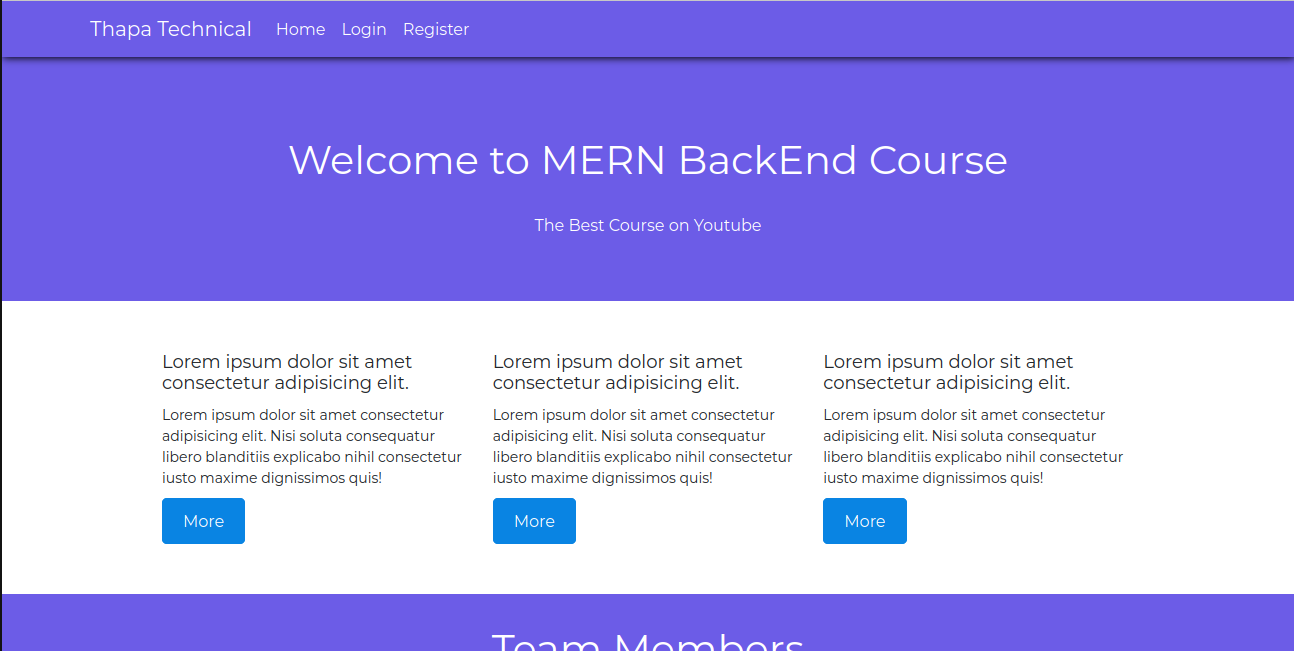 Thapa Technical Home Login Register
Welcome to MERN BackEnd Course
The Best Course on Youtube
Lorem ipsum dolor sit amet
consectetur adipisicing elit.
Lorem ipsum dolor sit amet consectetur
adipisicing elit. Nisi soluta consequatur
libero blanditiis explicabo nihil consectetur
iusto maxime dignissimos quis!
More
Lorem ipsum dolor sit amet
consectetur adipisicing elit.
Lorem ipsum dolor sit amet consectetur
adipisicing elit. Nisi soluta consequatur
libero blanditiis explicabo nihil consectetur
iusto maxime dignissimos quis!
More
Lorem ipsum dolor sit amet
consectetur adipisicing elit.
Lorem ipsum dolor sit amet consectetur
adipisicing elit. Nisi soluta consequatur
libero blanditiis explicabo nihil consectetur
iusto maxime dignissimos quis!
More
Team Members